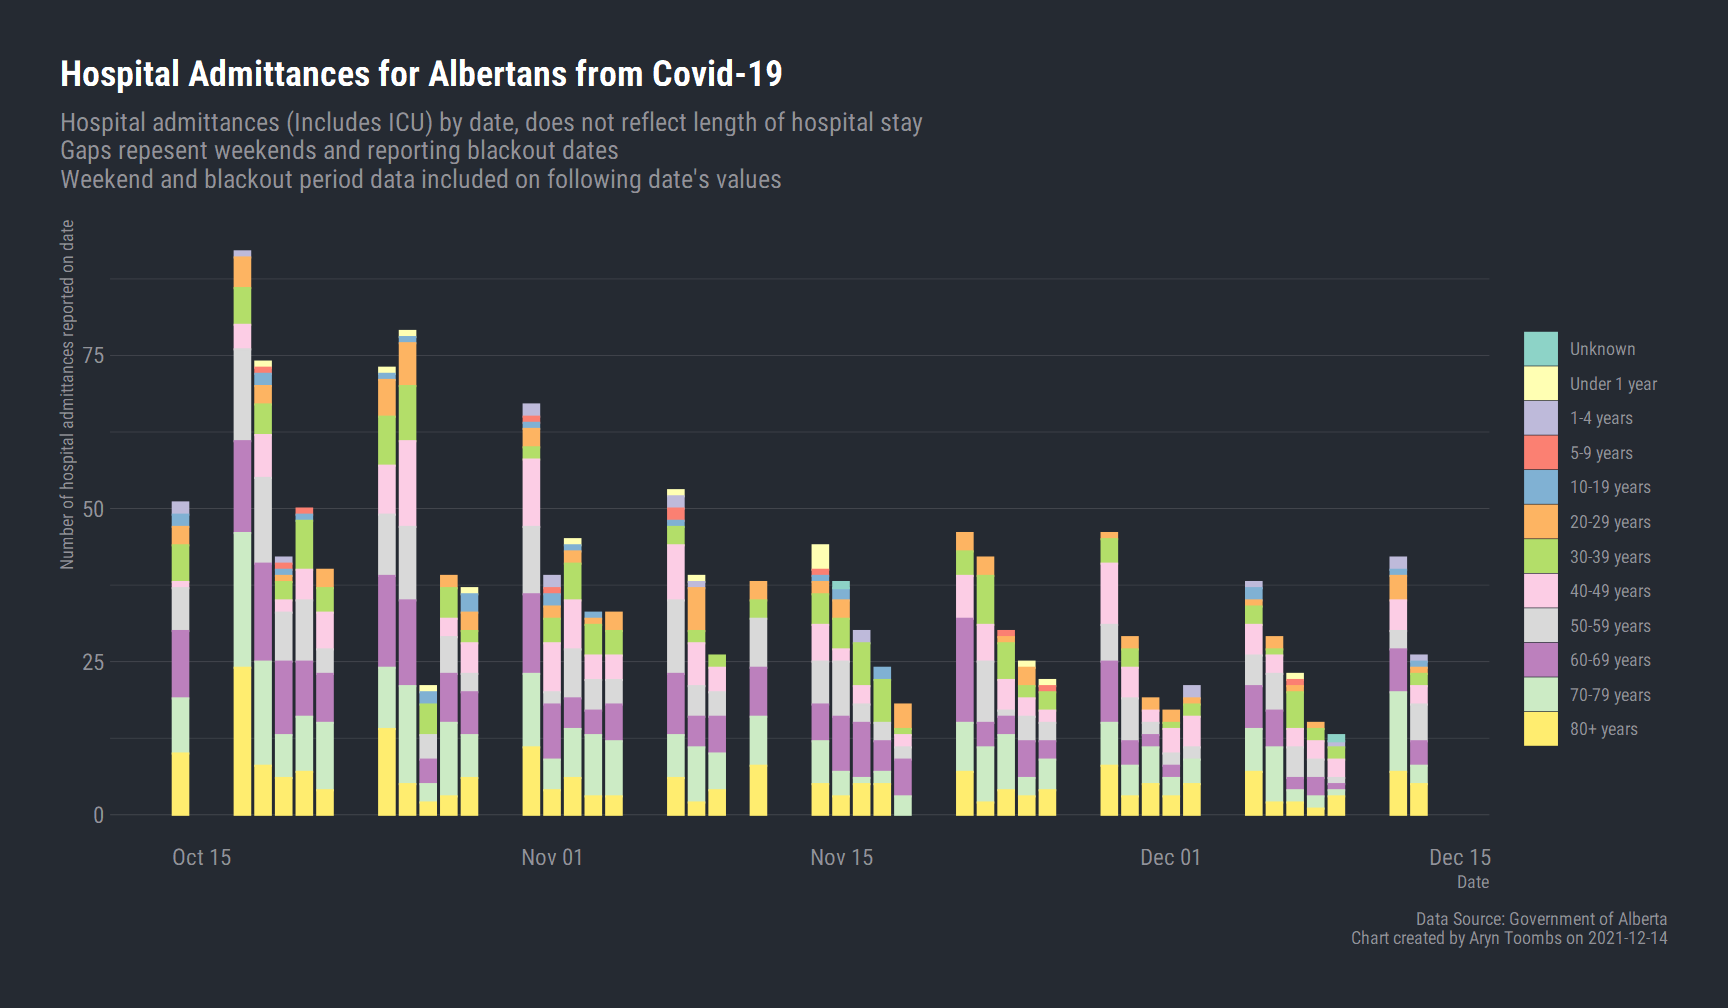 Hospital Admittances for Albertans from Covid-19
Hospital admittances (Includes ICU) by date, does not reflect length of hospital stay
Gaps repesent weekends and reporting blackout dates
Weekend and blackout period data included on following date's values
Number of hospital admittances reported on date
75
50
25
0
Oct 15
Nov 01
Nov 15
Dec 01
Dec 15
Date
Unknown
Under 1 year
1-4 years
5-9 years
10-19 years
20-29 years
30-39 years
40-49 years
50-59 years
60-69 years
70-79 years
80+ years
Data Source: Government of Alberta
Chart created by Aryn Toombs on 2021-12-14